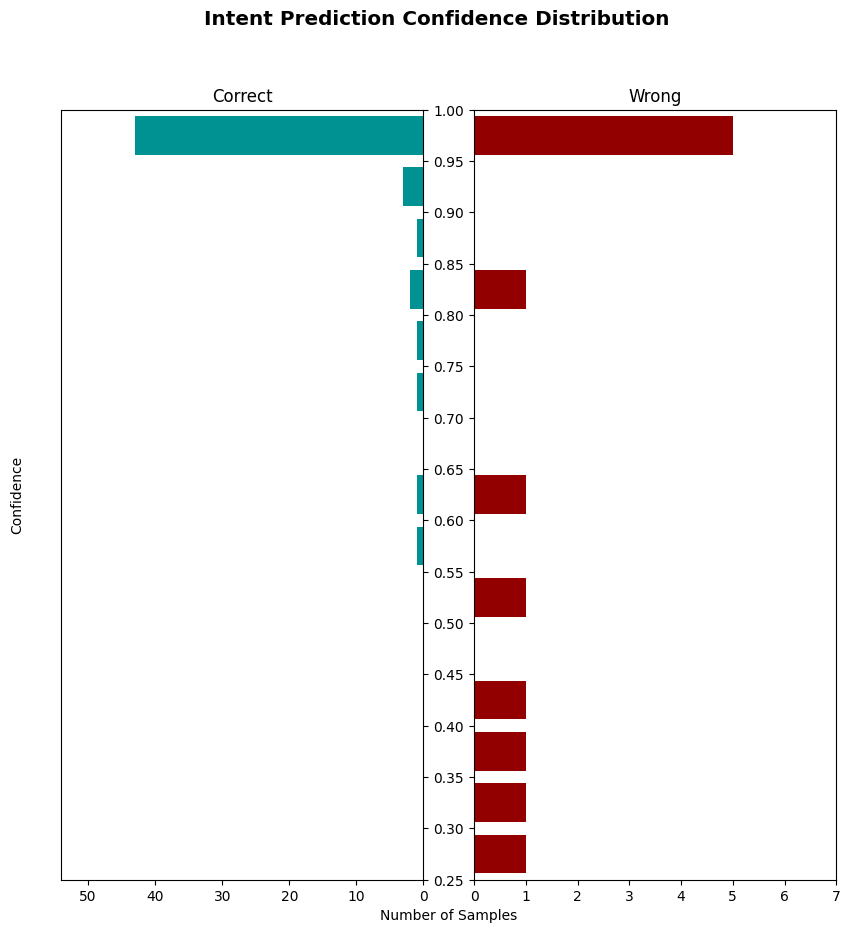 Intent Prediction Confidence Distribution
Correct
Wrong
1.00
0.95
0.90
0.85
0.80
0.75
0.70
0.65
0.60
0.55
0.50
0.45
0.40
0.35
0.30
0.25
Confidence
50 40 30 20 10 0
0 1 2 3 4 5 6 7
Number of Samples